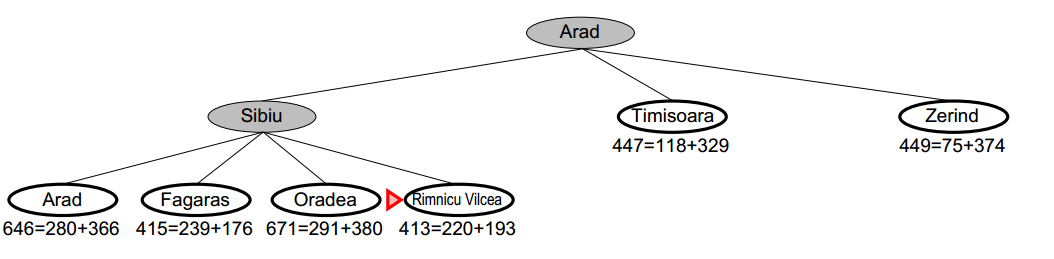 Arad
Sibiu
Timisoara
Zerind
447=118+329
449=75+374
Arad
Fagaras
Oradea
Rimnicu Vilcea
646=280+366
415=239+176
671=291+380
413=220+193